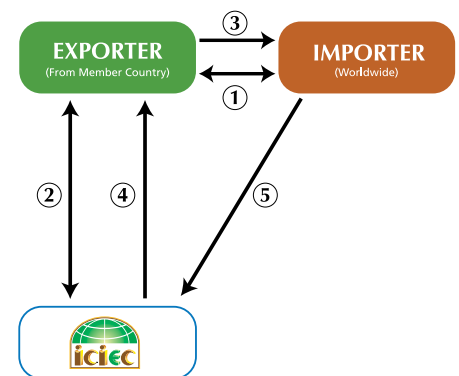 3
EXPORTER
(From Member Country)
IMPORTER
(Worldwide)
1
2
4
5
iciec